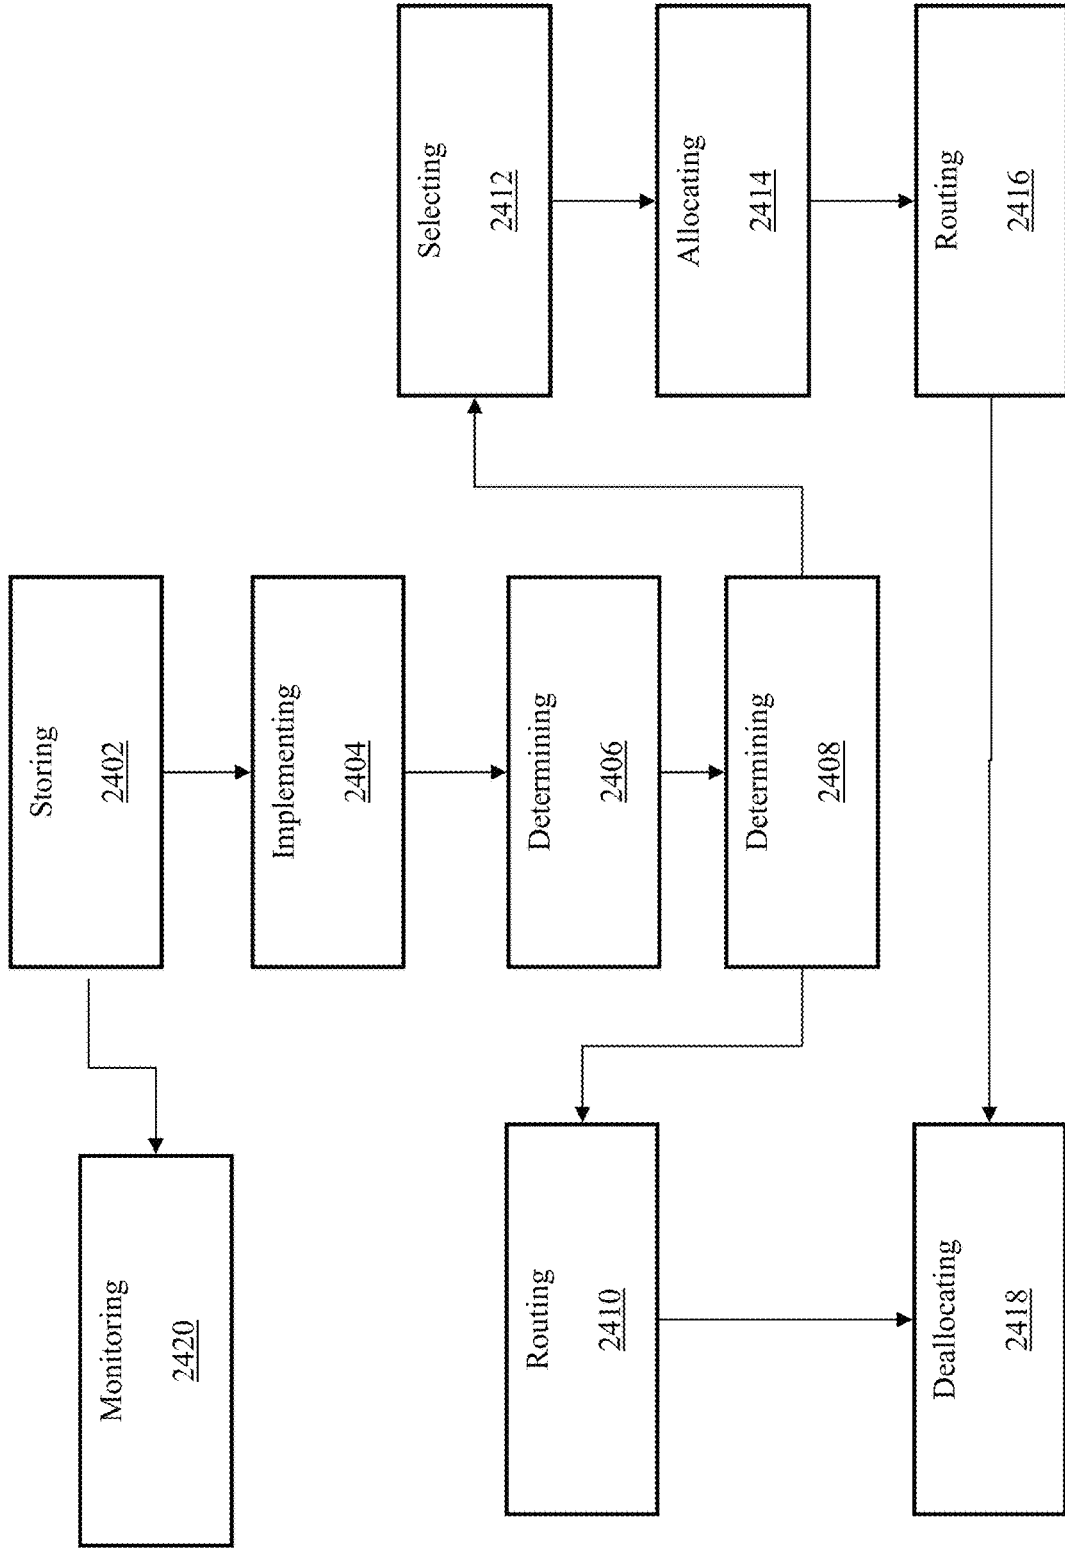 Storing
2402
Implementing
2404
Determining
2406
Determining
2408
Routing
2410
Selecting
2412
Allocating
2414
Routing
2416
Deallocating
2418
Monitoring
2420